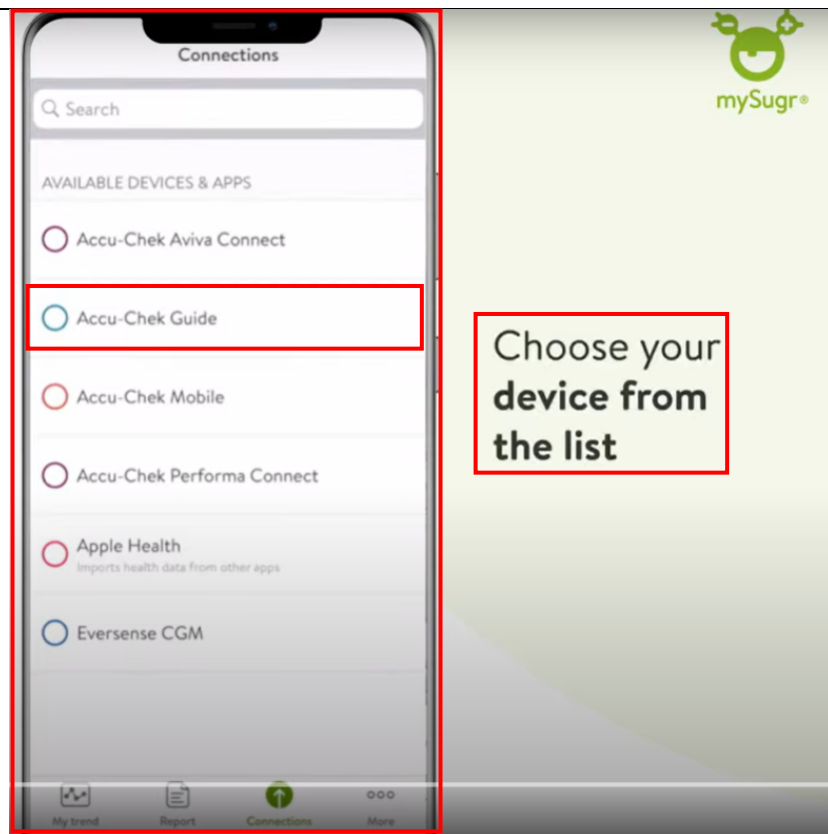 Connections
Search
AVAILABLE DEVICES & APPS
Accu-Chek Aviva Connect
Accu-Chek Guide
Accu-Chek Mobile
Accu-Chek Performa Connect
Apple Health
Imports health data from other apps
Eversense CGM
My trend Report Connections More
mySugr®
Choose your
device from
the list